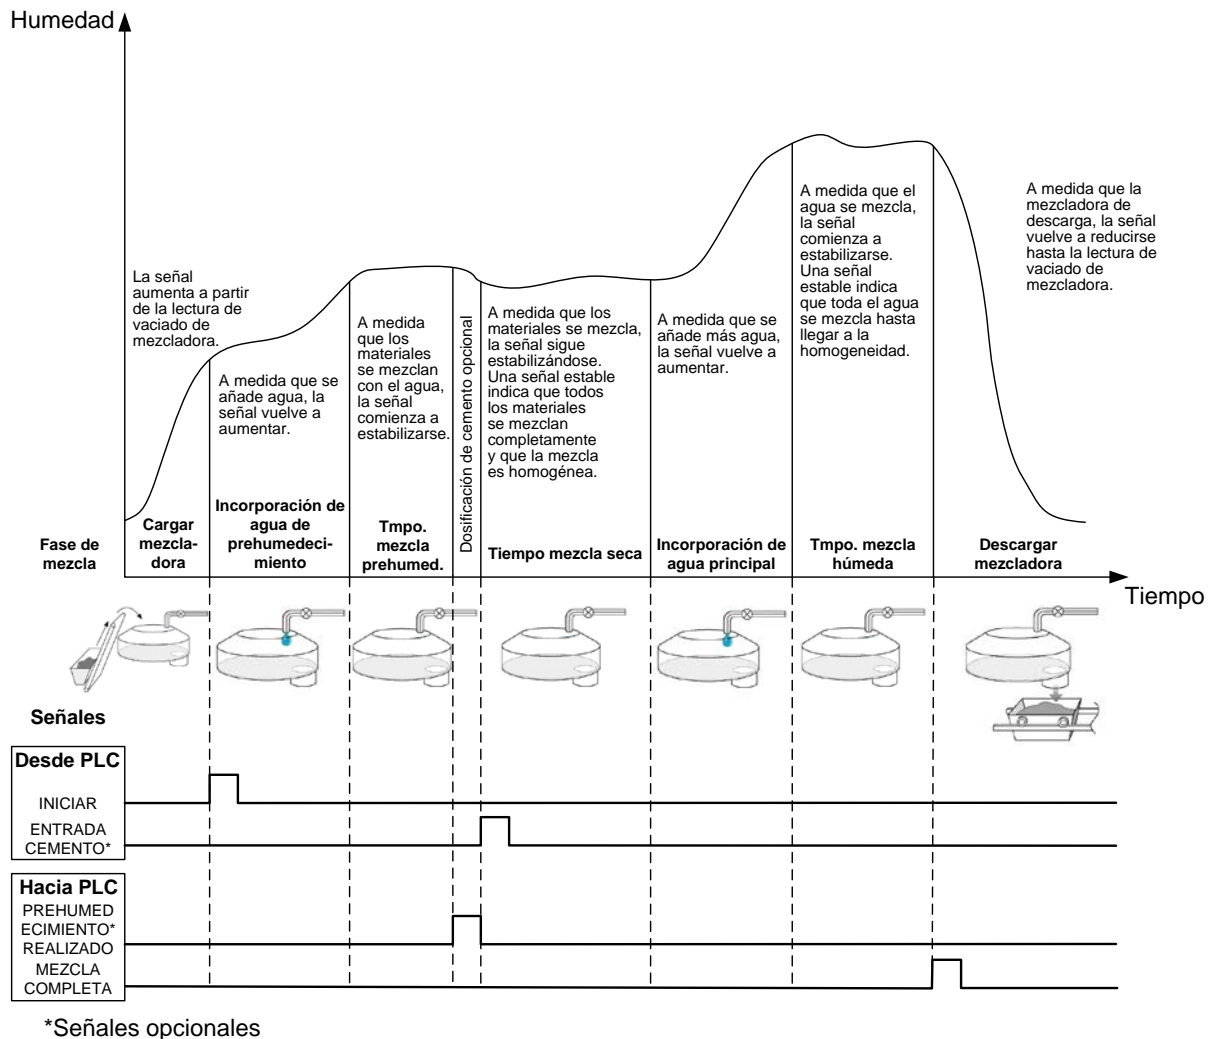 Humedad
La señal
aumenta a partir
de la lectura de
vaciado de
mezcladora.
A medida que se
añade agua, la
señal vuelve a
aumentar.
A medida
que los
materiales
se mezclan
con el agua,
la señal
comienza a
estabilizarse.
Dosificación de cemento opcional
A medida que los
materiales se mezcla,
la señal sigue
estabilizándose.
Una señal estable
indica que todos
los materiales
se mezclan
completamente
y que la mezcla
es homogénea.
A medida que se
añade más agua,
la señal vuelve a
aumentar.
A medida que el
agua se mezcla,
la señal
comienza a
estabilizarse.
Una señal
estable indica
que toda el agua
se mezcla hasta
llegar a la
homogeneidad.
A medida que la
mezcladora de
descarga, la señal
vuelve a reducirse
hasta la lectura de
vaciado de
mezcladora.
Fase de
mezcla
Cargar
mezcla-
dora
Incorporación de
agua de
prehumedeci-
miento
Tmpo.
mezcla
prehumed.
Tiempo mezcla seca
Incorporación de
agua principal
Tmpo. mezcla
húmeda
Descargar
mezcladora
Tiempo
Señales
Desde PLC
INICIAR
ENTRADA
CEMENTO*
Hacia PLC
PREHUMED
ECIMIENTO*
REALIZADO
MEZCLA
COMPLETA
*Señales opcionales